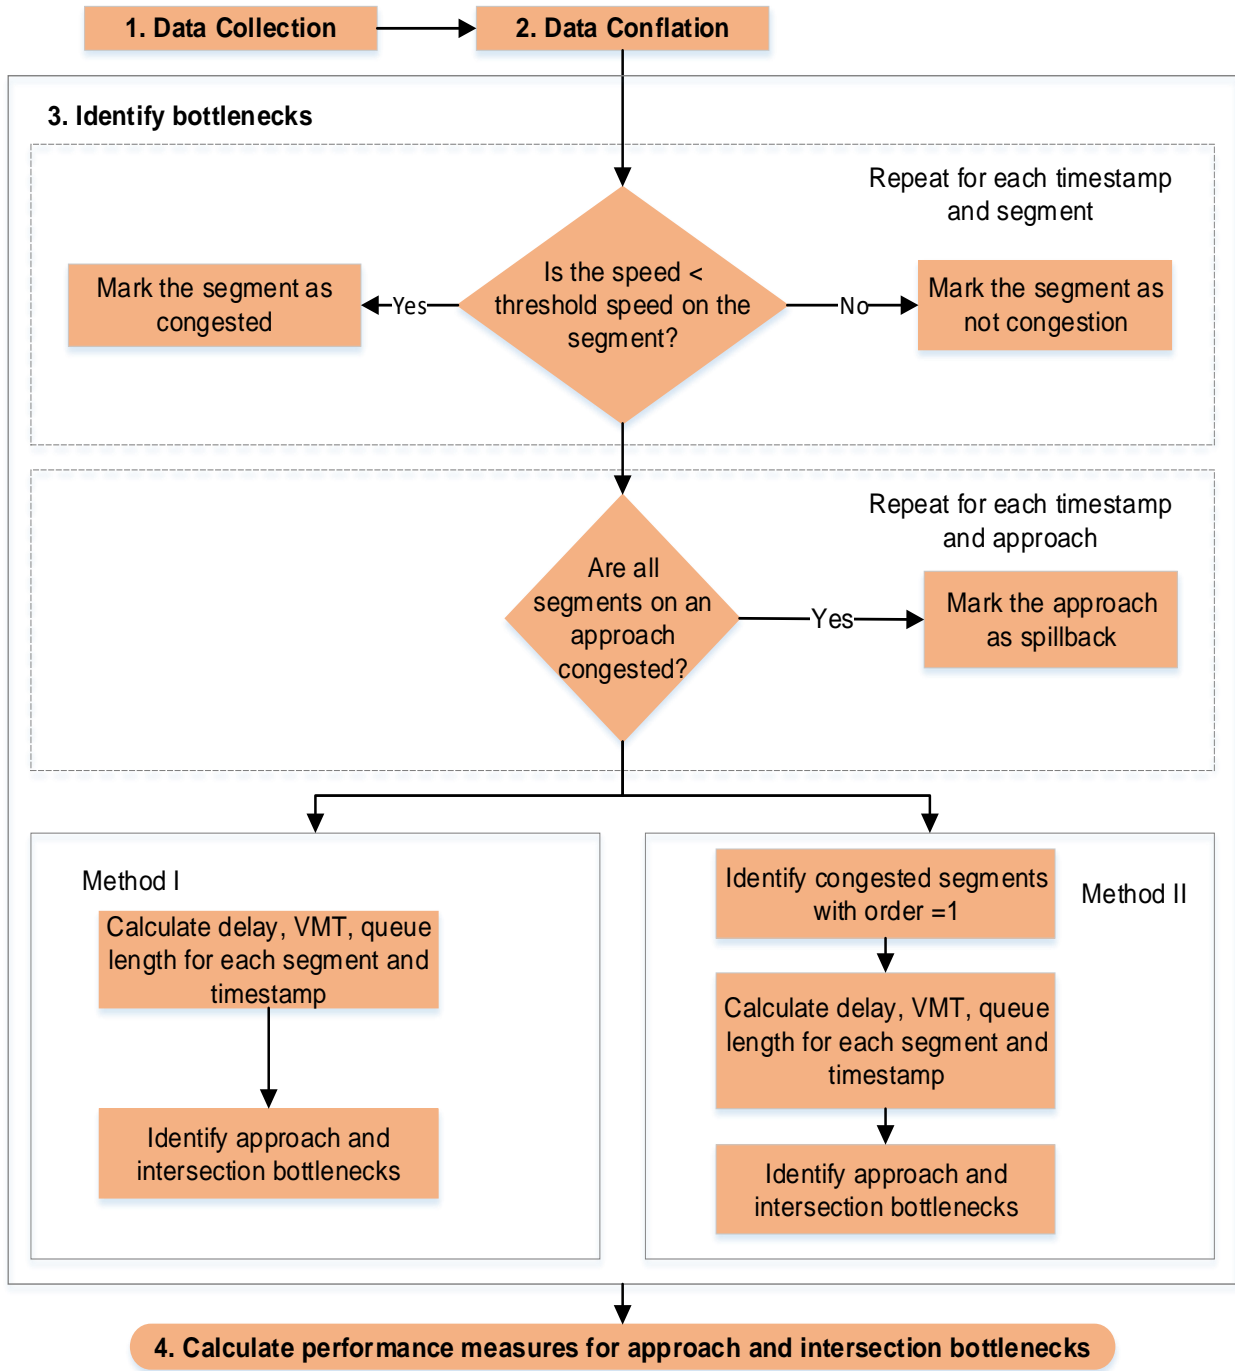 1. Data Collection
2. Data Conflation
3. Identify bottlenecks
Repeat for each timestamp
and segment
Is the speed <
threshold speed on the
segment?
Yes
Mark the segment as
congested
No
Mark the segment as
not congestion
Repeat for each timestamp
and approach
Are all
segments on an
approach
congested?
Yes
Mark the approach
as spillback
Method I
Calculate delay, VMT, queue
length for each segment and
timestamp
Identify approach and
intersection bottlenecks
Method II
Identify congested segments
with order =1
Calculate delay, VMT, queue
length for each segment and
timestamp
Identify approach and
intersection bottlenecks
4. Calculate performance measures for approach and intersection bottlenecks